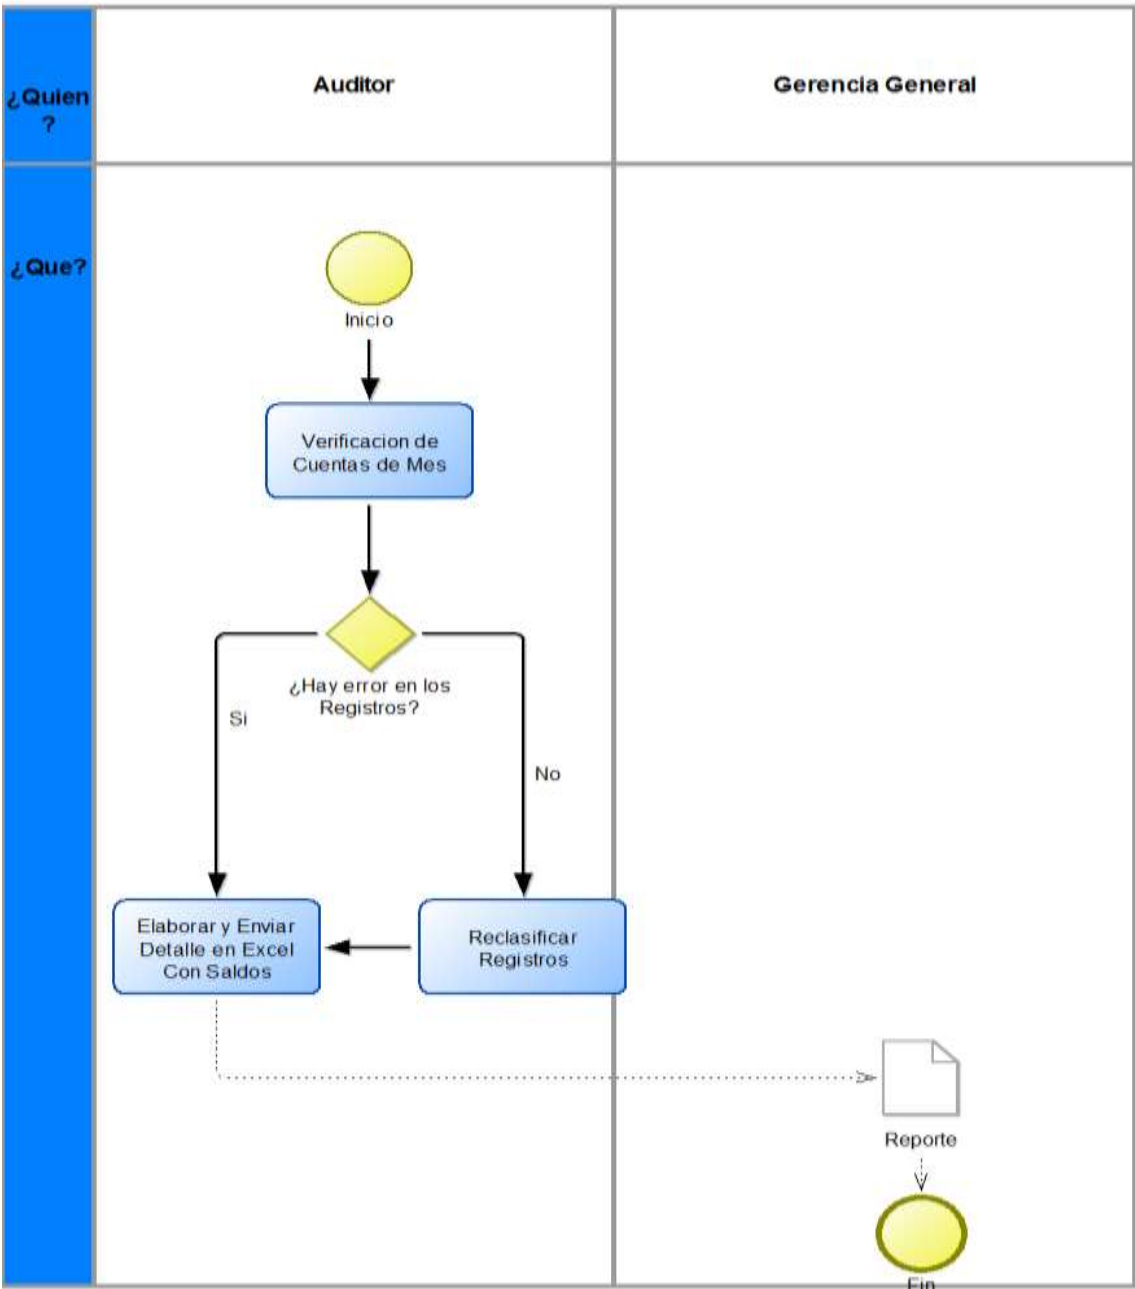 ¿Quien
?
Auditor
Gerencia General
¿Que?
Inicio
Verificacion de
Cuentas de Mes
¿Hay error en los
Registros?
Si
No
Elaborar y Enviar
Detalle en Excel
Con Saldos
Reclasificar
Registros
Reporte
Fin